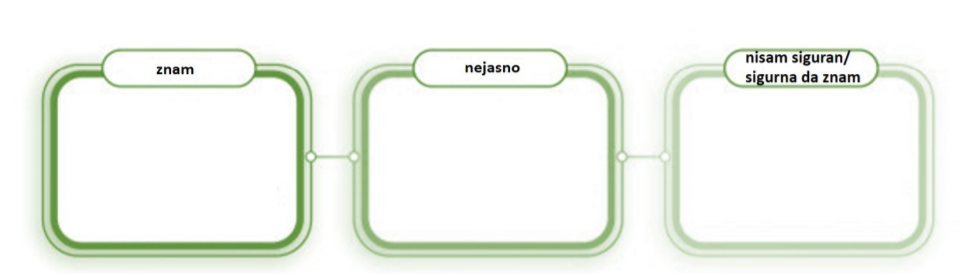 znam
nejasno
nisam siguran/
sigurna da znam